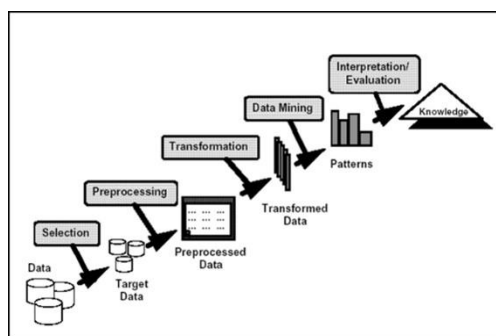 Interpretation/
Evaluation
Data Mining
Knowledge
Transformation
Patterns
Preprocessing
Transformed
Data
Selection
Preprocessed
Data
Data
Target
Data